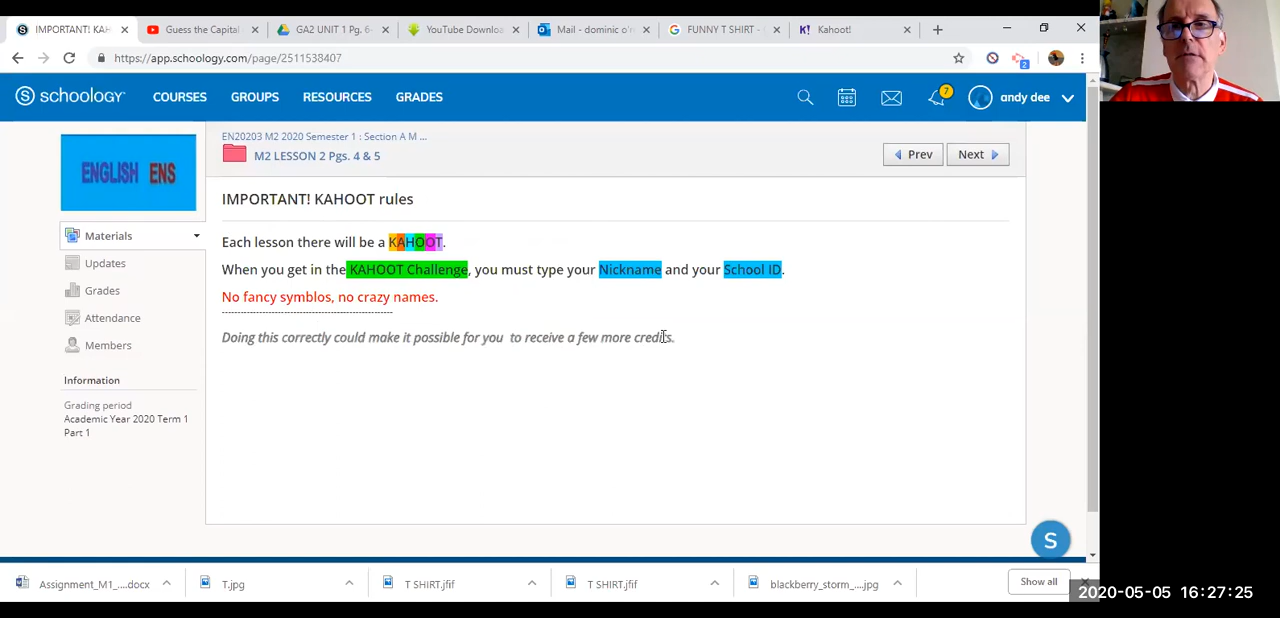 IMPORTANT! KAH
Guess the Capital
GA2 UNIT 1 Pg. 6-
YouTube Downlo
Mail - dominic o'r
FUNNY T SHIRT -
K! Kahoot!
https://app.schoology.com/page/2511538407
2
S schoology
COURSES GROUPS RESOURCES GRADES
7
andy dee
EN20203 M2 2020 Semester 1 : Section A M ...
M2 LESSON 2 Pgs. 4 & 5
Prev
Next
ENGLISH ENS
IMPORTANT! KAHOOT rules
Materials
Updates
Grades
Attendance
Members
Information
Grading period
Academic Year 2020 Term 1
Part 1
Each lesson there will be a KAHOOT.
When you get in the KAHOOT Challenge, you must type your Nickname and your School ID.
No fancy symblos, no crazy names.
Doing this correctly could make it possible for you to receive a few more credits.
S
Assignment_M1_....docx
T.jpg
T SHIRT.jfif
T SHIRT.jfif
blackberry_storm_....jpg
Show all
2020-05-05 16:27:25